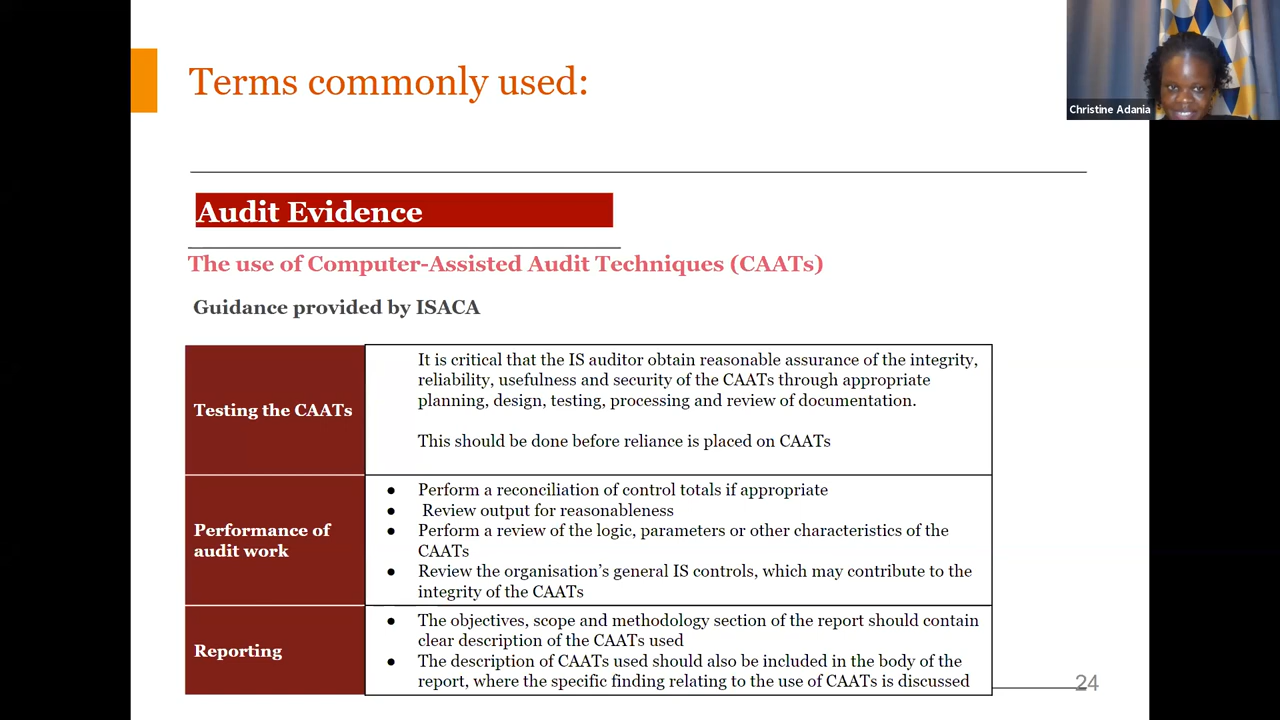 Terms commonly used:
Christine Adania
Audit Evidence
The use of Computer-Assisted Audit Techniques (CAATs)
Guidance provided by ISACA
Testing the CAATs
It is critical that the IS auditor obtain reasonable assurance of the integrity,
reliability, usefulness and security of the CAATs through appropriate
planning, design, testing, processing and review of documentation.
This should be done before reliance is placed on CAATs
Performance of
audit work
● Perform a reconciliation of control totals if appropriate
● Review output for reasonableness
● Perform a review of the logic, parameters or other characteristics of the
CAATs
● Review the organisation’s general IS controls, which may contribute to the
integrity of the CAATs
Reporting
● The objectives, scope and methodology section of the report should contain
clear description of the CAATs used
● The description of CAATs used should also be included in the body of the
report, where the specific finding relating to the use of CAATs is discussed
24